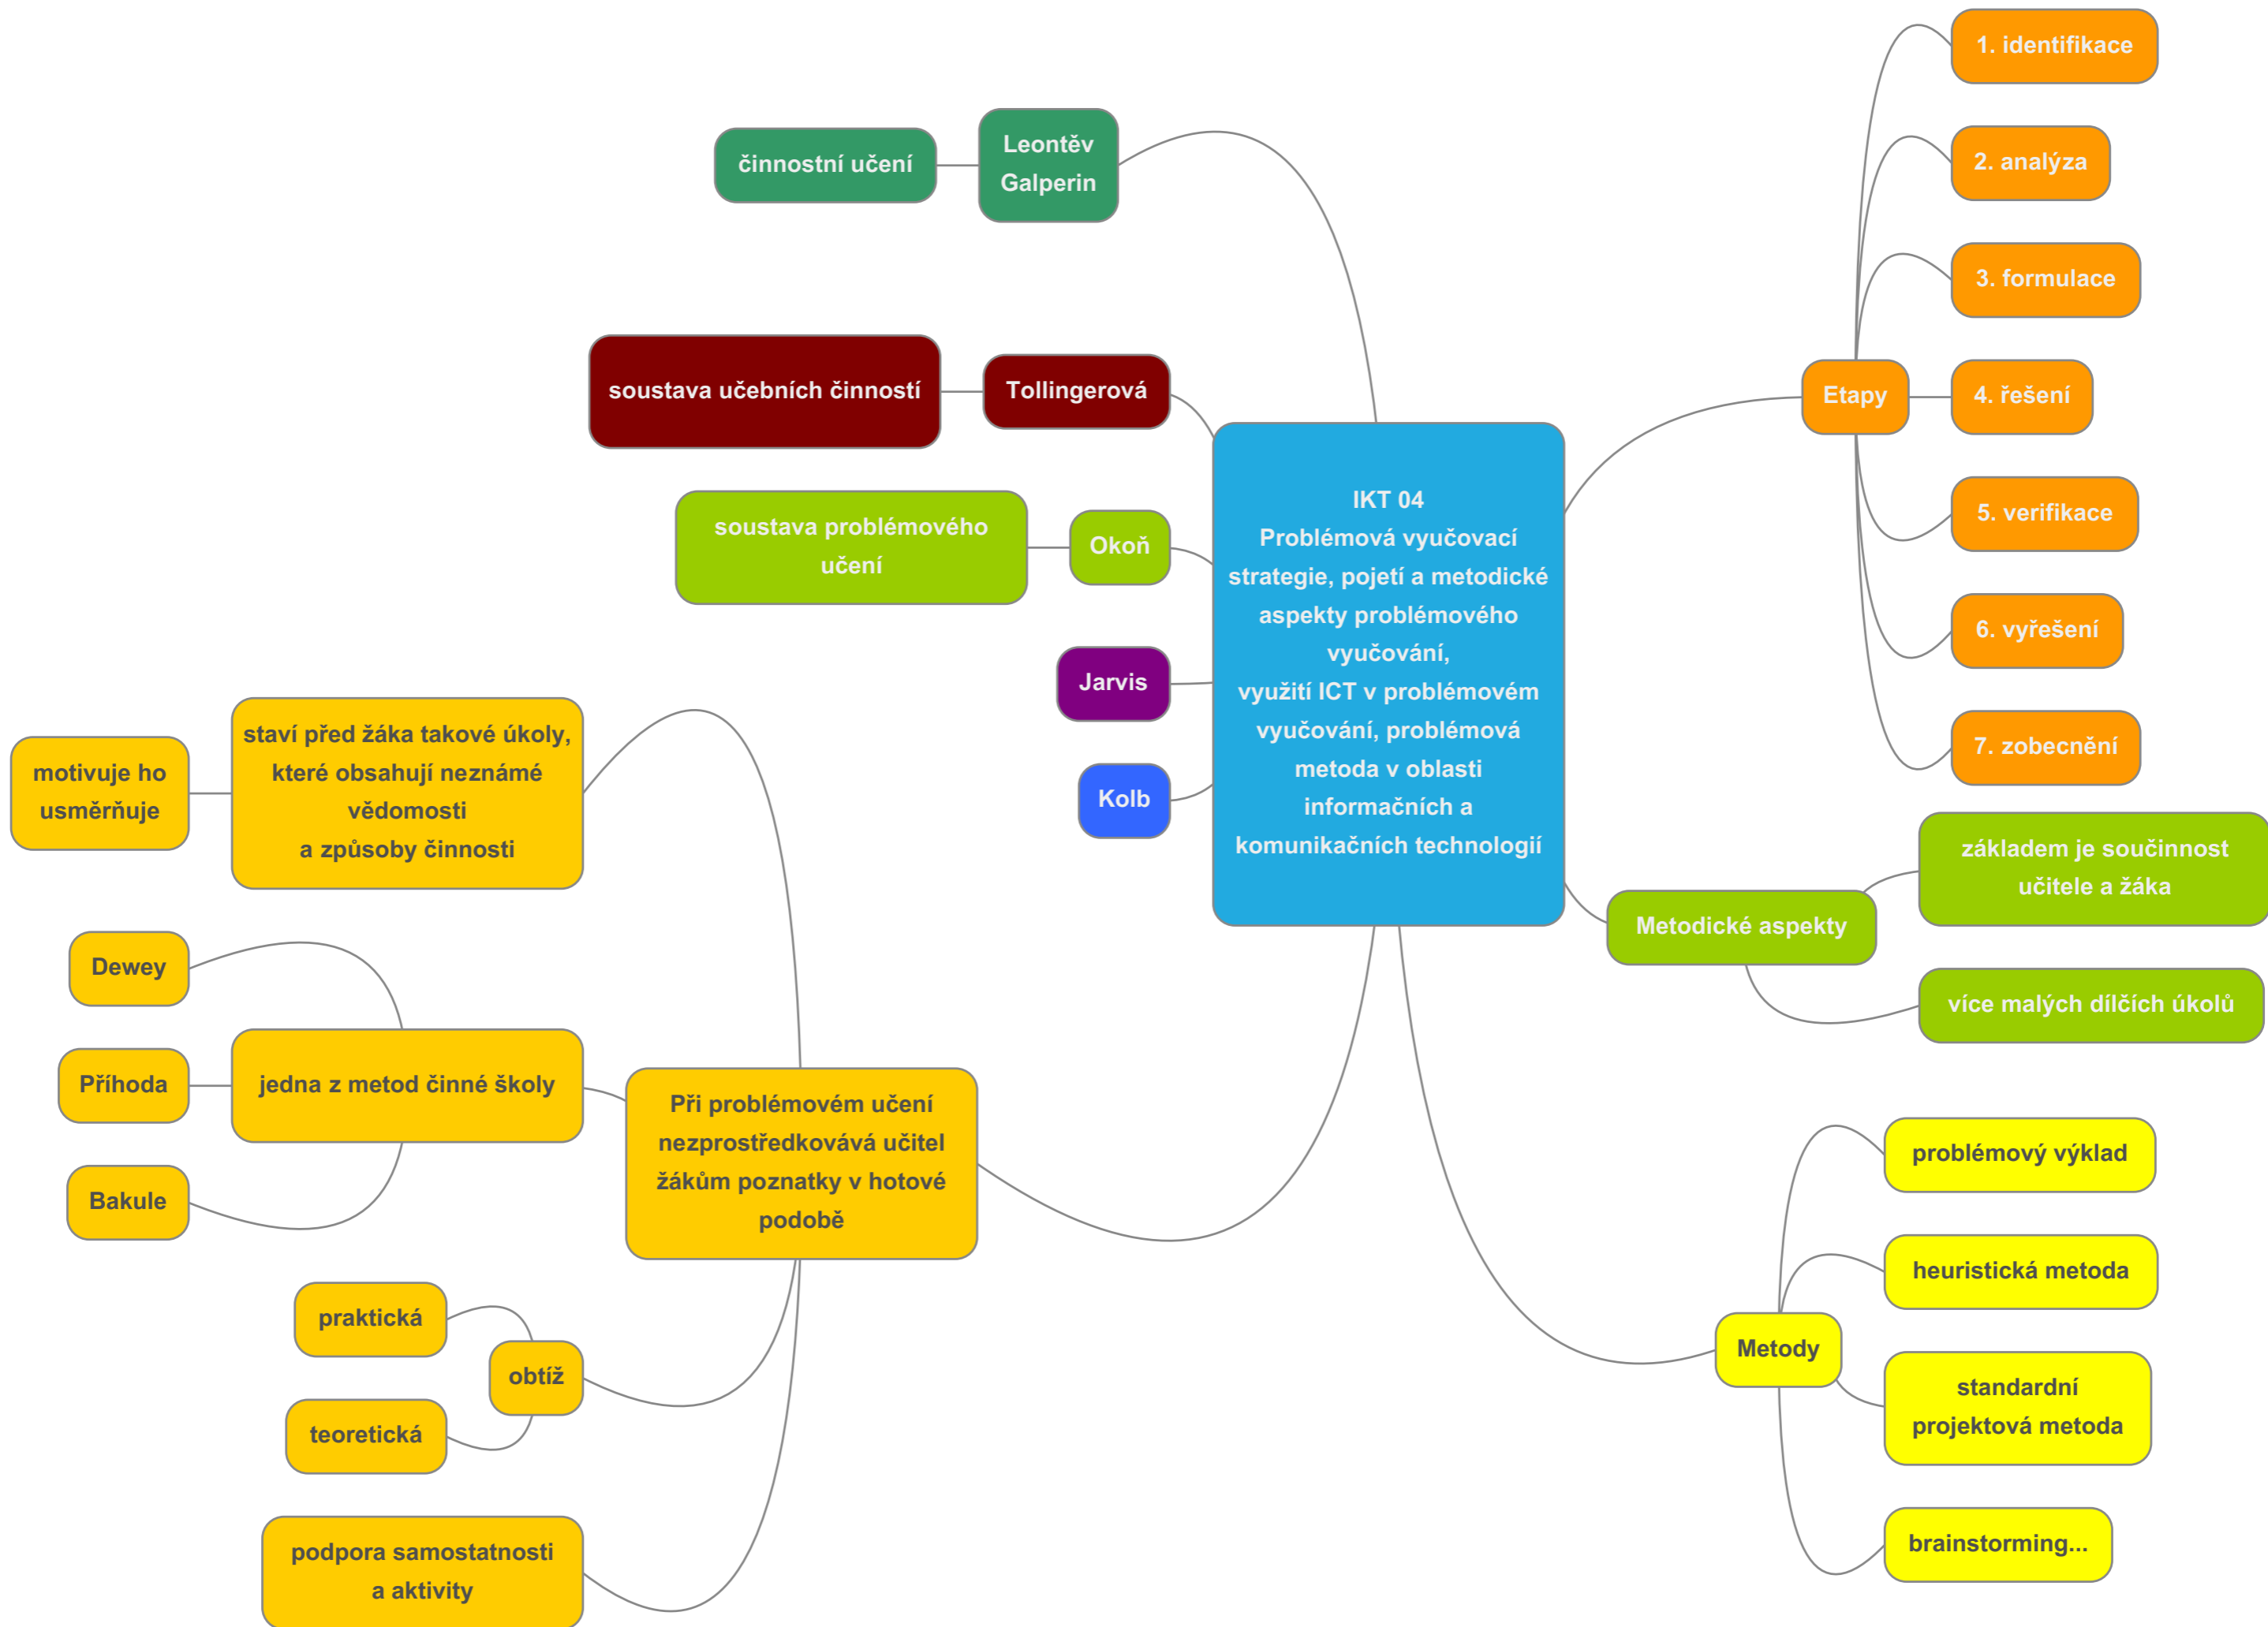 IKT 04
Problémová vyučovací
strategie, pojetí a metodické
aspekty problémového
vyučování,
využití ICT v problémovém
vyučování, problémová
metoda v oblasti
informačních a
komunikačních technologií
Etapy
1. identifikace
2. analýza
3. formulace
4. řešení
5. verifikace
6. vyřešení
7. zobecnění
Metodické aspekty
základem je součinnost
učitele a žáka
více malých dílčích úkolů
Metody
problémový výklad
heuristická metoda
standardní
projektová metoda
brainstorming...
Leontěv
Galperin
činnostní učení
Tollingerová
soustava učebních činností
Okoň
soustava problémového
učení
Jarvis
Kolb
Při problémovém učení
nezprostředkovává učitel
žákům poznatky v hotové
podobě
staví před žáka takové úkoly,
které obsahují neznámé
vědomosti
a způsoby činnosti
motivuje ho
usměrňuje
jedna z metod činné školy
Dewey
Příhoda
Bakule
obtíž
praktická
teoretická
podpora samostatnosti
a aktivity